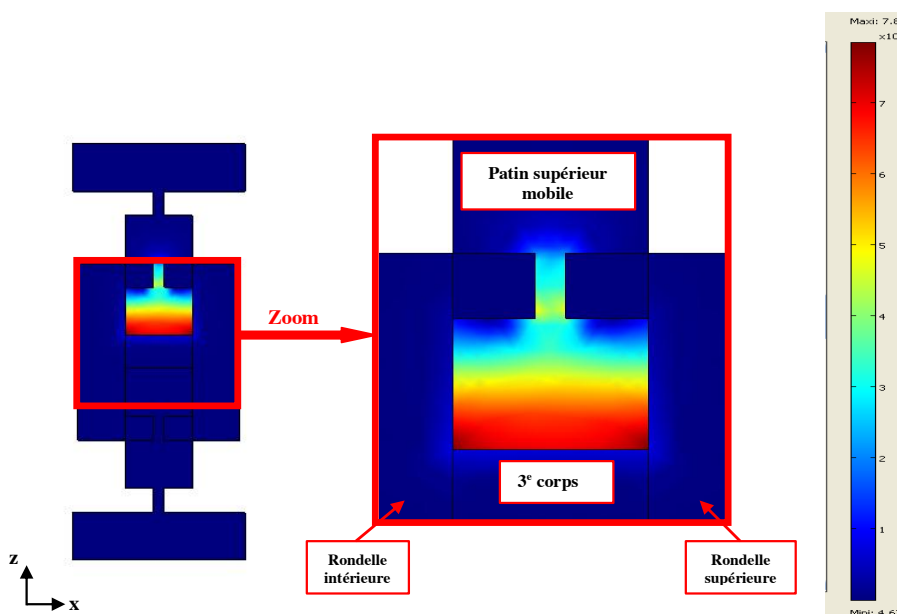 Maxi: 7.8
x10
Patin supérieur
mobile
7
6
5
Zoom
4
3
2
3e corps
1
Rondelle
intérieure
Rondelle
supérieure
z
x